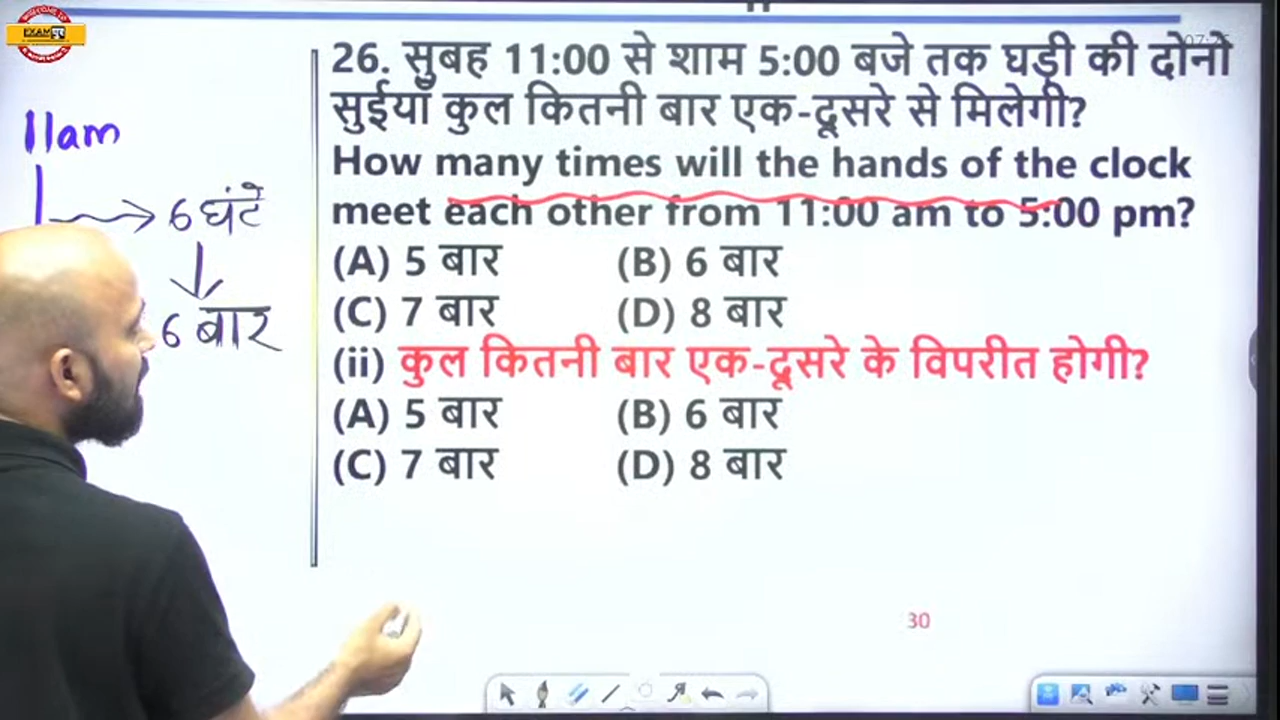 EXAM
11am
6 घंटे
6 बार
26. सुबह 11:00 से शाम 5:00 बजे तक घड़ी की दोनो
सुईयाँ कुल कितनी बार एक-दूसरे से मिलेगी?
How many times will the hands of the clock
meet each other from 11:00 am to 5:00 pm?
(A) 5 बार (B) 6 बार
(C) 7 बार (D) 8 बार
(ii) कुल कितनी बार एक-दूसरे के विपरीत होगी?
(A) 5 बार (B) 6 बार
(C) 7 बार (D) 8 बार
30